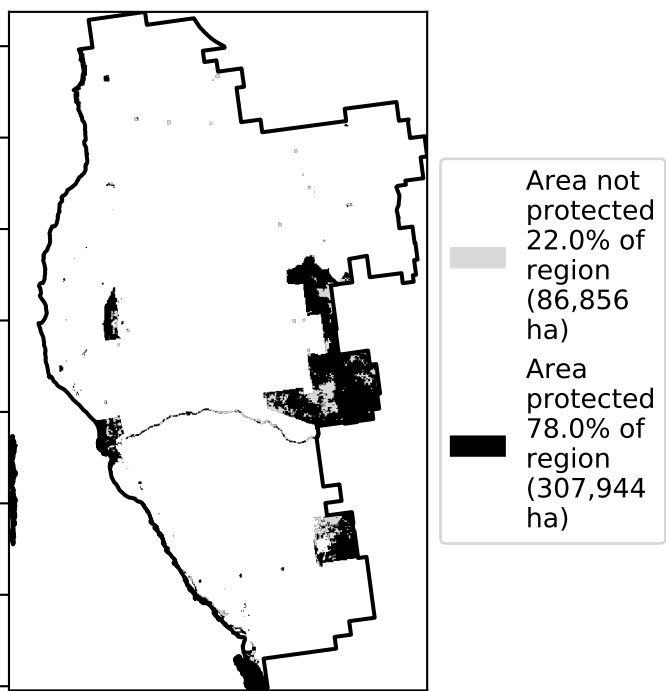 Area not
protected
22.0% of
region
(86,856
ha)
Area
protected
78.0% of
region
(307,944
ha)